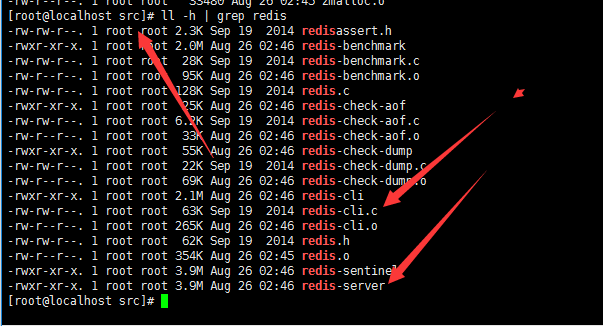 [root@localhost src]# ll -h | grep redis
-rw-rw-r--. 1 root root 2.3K Sep 19  2014 redisassert.h
-rwxr-xr-x. 1 root root 2.0M Aug 26 02:46 redis-benchmark
-rw-rw-r--. 1 root root  28K Sep 19  2014 redis-benchmark.c
-rw-r--r--. 1 root root  95K Aug 26 02:46 redis-benchmark.o
-rw-rw-r--. 1 root root 128K Sep 19  2014 redis.c
-rwxr-xr-x. 1 root root  25K Aug 26 02:46 redis-check-aof
-rw-rw-r--. 1 root root 6.2K Sep 19  2014 redis-check-aof.c
-rw-r--r--. 1 root root  33K Aug 26 02:46 redis-check-aof.o
-rwxr-xr-x. 1 root root  55K Aug 26 02:46 redis-check-dump
-rw-rw-r--. 1 root root  22K Sep 19  2014 redis-check-dump.c
-rw-r--r--. 1 root root  69K Aug 26 02:46 redis-check-dump.o
-rwxr-xr-x. 1 root root 2.1M Aug 26 02:46 redis-cli
-rw-rw-r--. 1 root root  63K Sep 19  2014 redis-cli.c
-rw-r--r--. 1 root root 265K Aug 26 02:46 redis-cli.o
-rw-rw-r--. 1 root root  62K Sep 19  2014 redis.h
-rw-r--r--. 1 root root 354K Aug 26 02:45 redis.o
-rwxr-xr-x. 1 root root 3.9M Aug 26 02:46 redis-sentinel
-rwxr-xr-x. 1 root root 3.9M Aug 26 02:46 redis-server
[root@localhost src]#